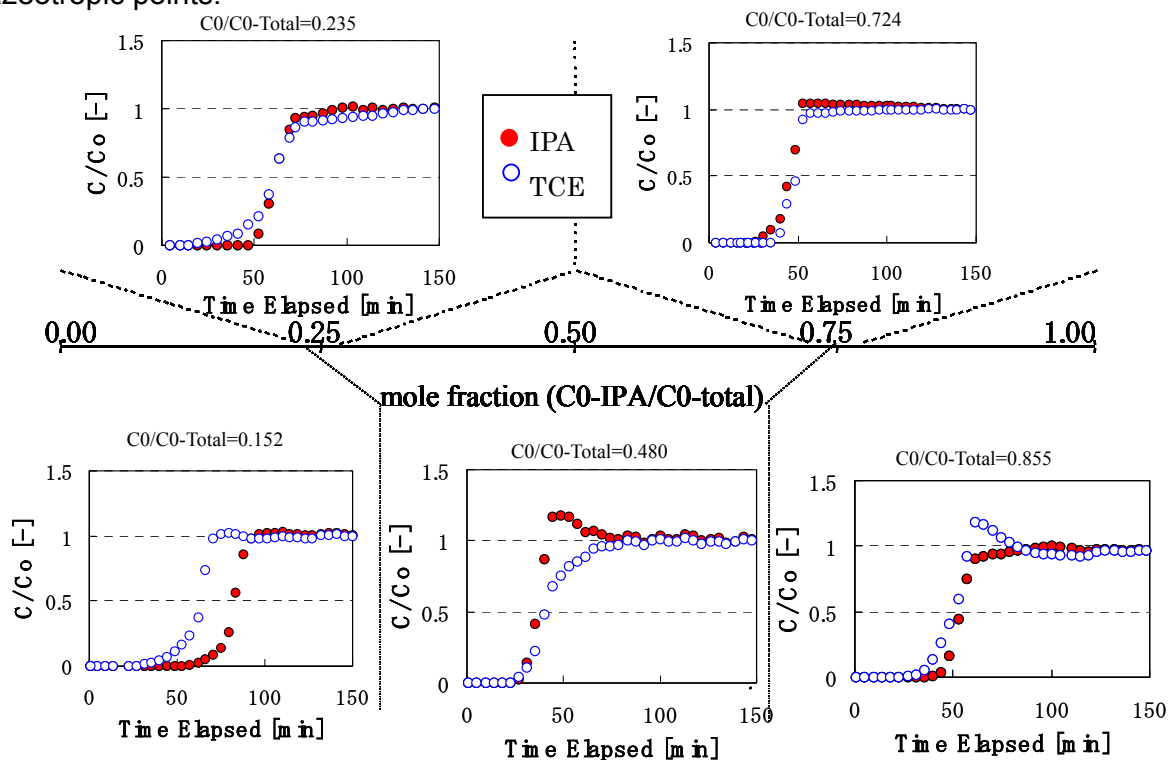 azeotropic points.
C0/C0-Total=0.235
1.5
1
0.5
0
C/Co [-]
0 50 100 150
Time Elapsed [min]
IPA
TCE
C0/C0-Total=0.724
1.5
1
0.5
0
C/Co [-]
0 50 100 150
Time Elapsed [min]
0.00 0.25 0.50 0.75 1.00
mole fraction (C0-IPA/C0-total)
C0/C0-Total=0.152
1.5
1
0.5
0
C/Co [-]
0 50 100 150
Time Elapsed [min]
C0/C0-Total=0.480
1.5
1
0.5
0
C/Co [-]
0 50 100 150
Time Elapsed [min]
C0/C0-Total=0.855
1.5
1
0.5
0
C/Co [-]
0 50 100 150
Time Elapsed [min]